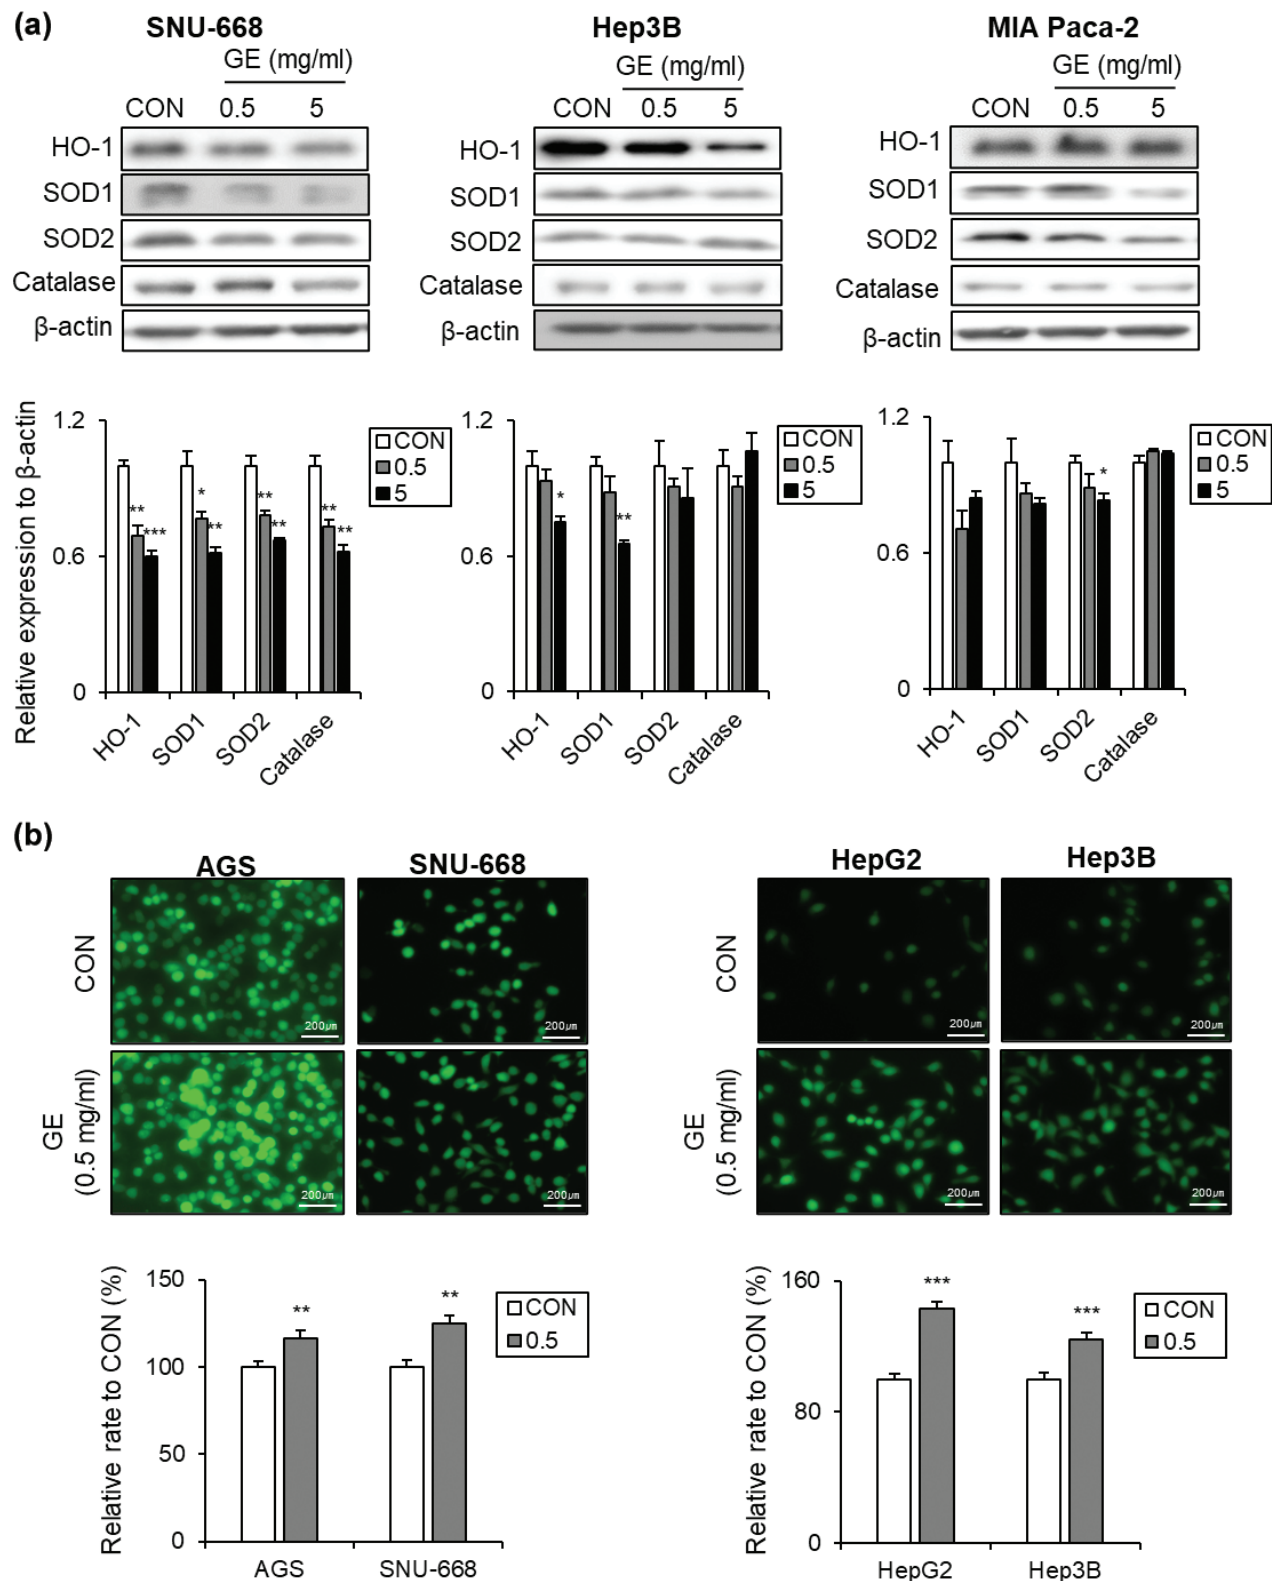 (a)
SNU-668 Hep3B MIA Paca-2
GE (mg/ml) GE (mg/ml) GE (mg/ml)
CON 0.5 5 CON 0.5 5 CON 0.5 5
HO-1 HO-1 HO-1
SOD1 SOD1 SOD1
SOD2 SOD2 SOD2
Catalase Catalase Catalase
β-actin β-actin β-actin
Relative expression to β-actin
1.2
0.6
0
** *** * ** ** ** ** **
CON
0.5
5
HO-1 SOD1 SOD2 Catalase
1.2
0.6
0
* **
CON
0.5
5
HO-1 SOD1 SOD2 Catalase
1.2
0.6
0
*
CON
0.5
5
HO-1 SOD1 SOD2 Catalase
(b)
AGS SNU-668 HepG2 Hep3B
CON CON
200μm 200μm 200μm 200μm
GE
(0.5 mg/ml)
GE
(0.5 mg/ml)
200μm 200μm 200μm 200μm
Relative rate to CON (%)
150
100
50
0
** **
CON
0.5
AGS SNU-668
Relative rate to CON (%)
160
80
0
*** ***
CON
0.5
HepG2 Hep3B